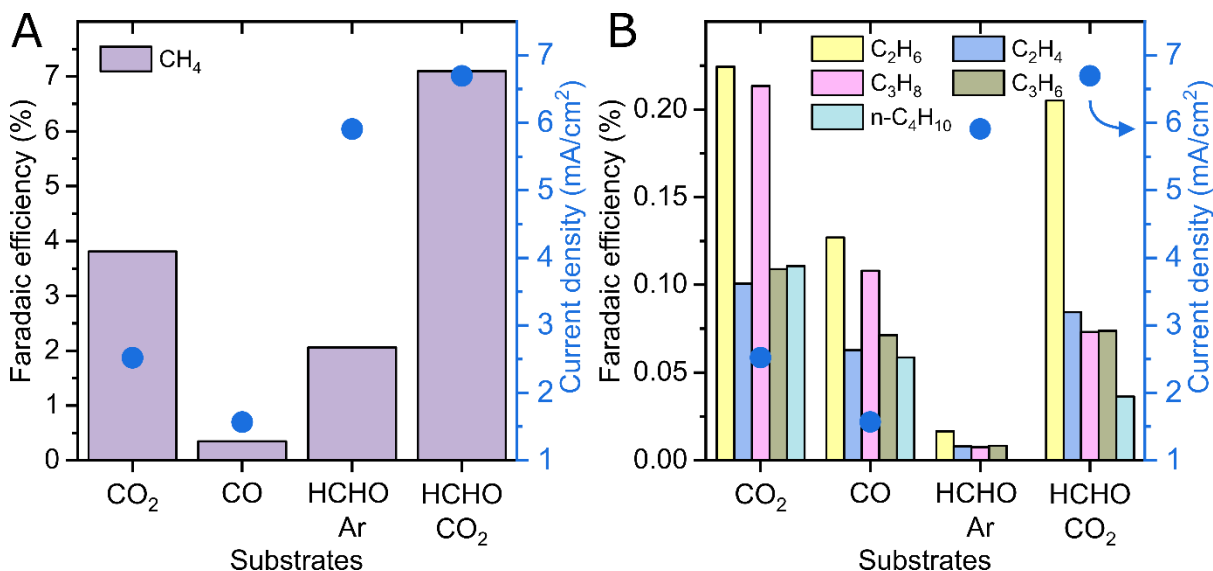 A
CH₄
Faradaic efficiency (%)
7
6
5
4
3
2
1
0
7
6
5
4
3
2
1
Current density (mA/cm²)
CO₂
CO
HCHO
Ar
HCHO
CO₂
Substrates
B
C₂H₆
C₂H₄
C₃H₈
C₃H₆
n-C₄H₁₀
Faradaic efficiency (%)
0.20
0.15
0.10
0.05
0.00
7
6
5
4
3
2
1
Current density (mA/cm²)
CO₂
CO
HCHO
Ar
HCHO
CO₂
Substrates